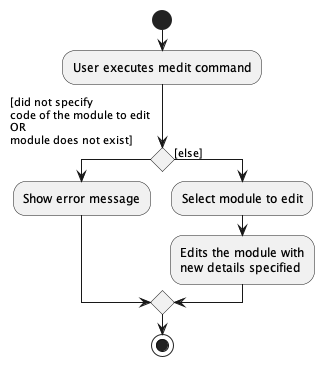 User executes medit command
[did not specify
code of the module to edit
OR
module does not exist]
[else]
Show error message
Select module to edit
Edits the module with
new details specified